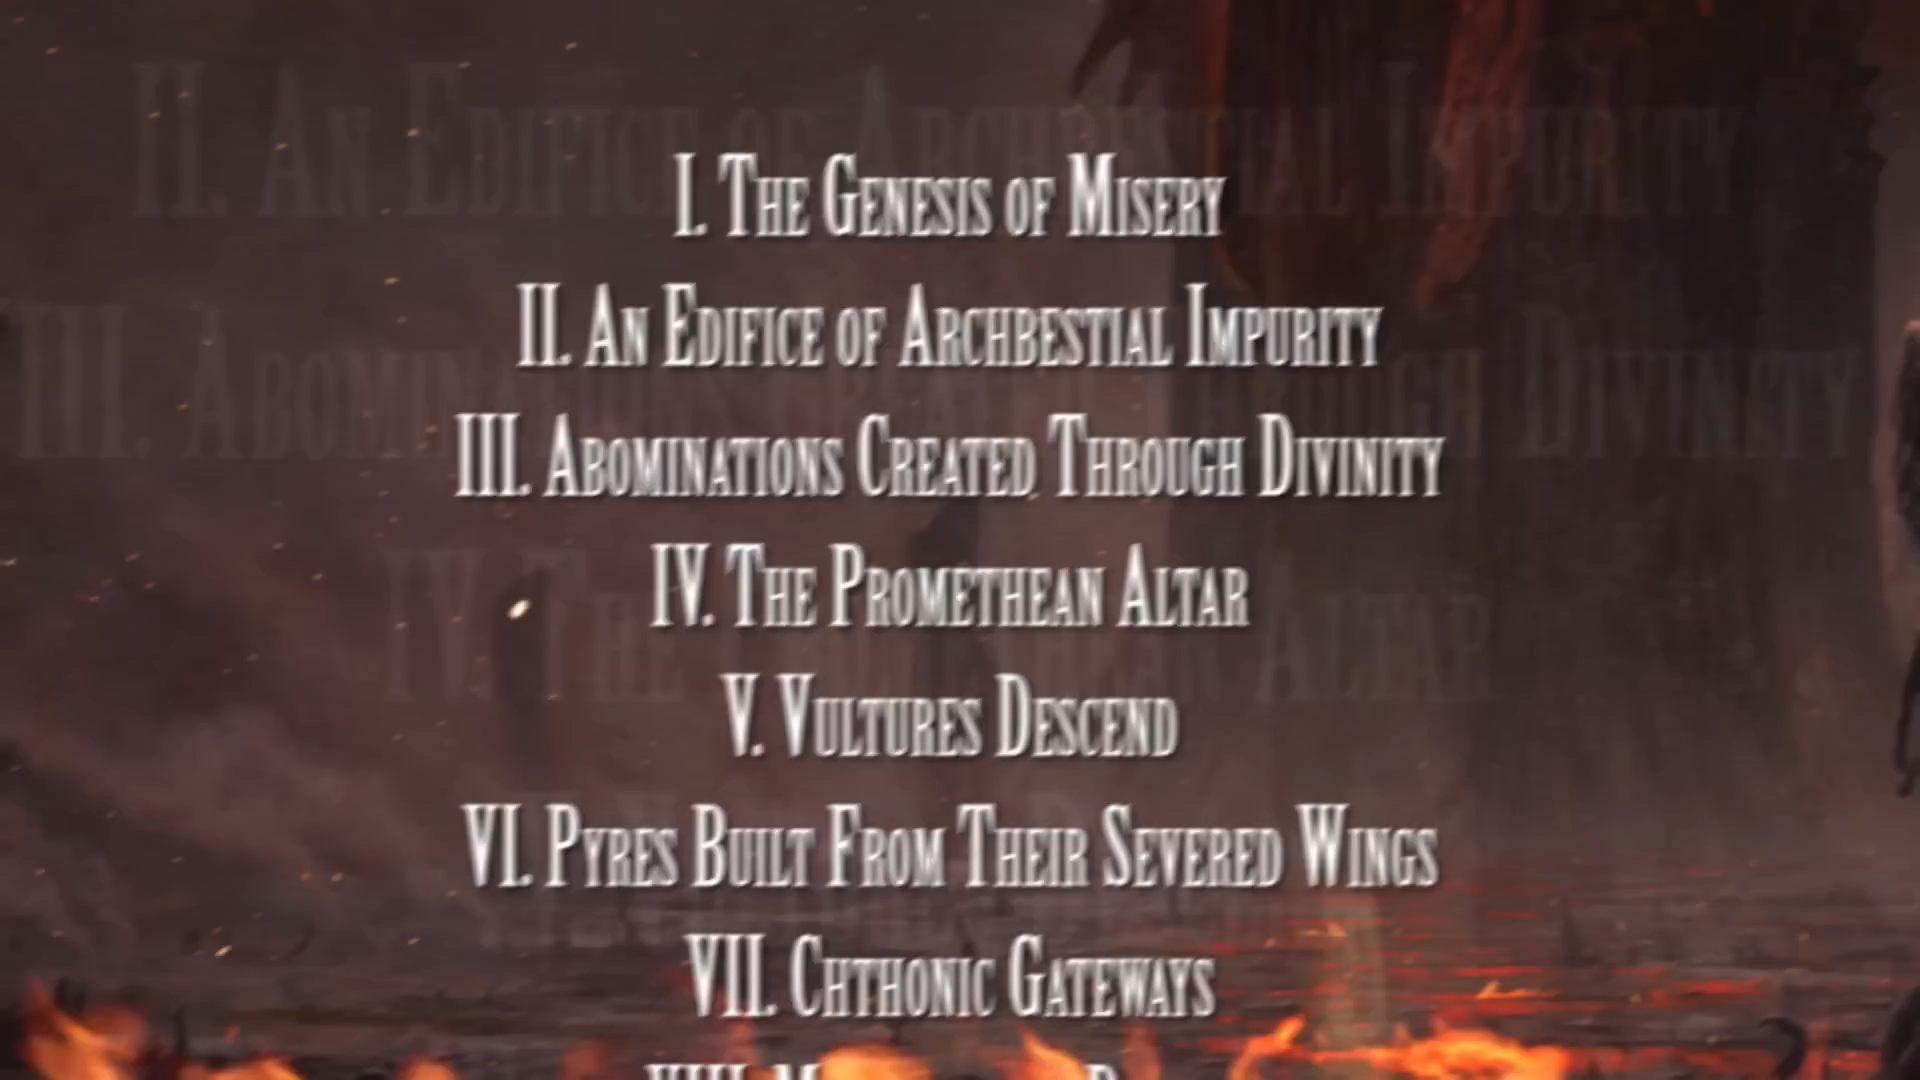 I. The Genesis of Misery
II. An Edifice of Archbestial Impurity
III. Abominations Created Through Divinity
IV. The Promethean Altar
V. Vultures Descend
VI. Pyres Built From Their Severed Wings
VII. Chthonic Gateways
VIII.